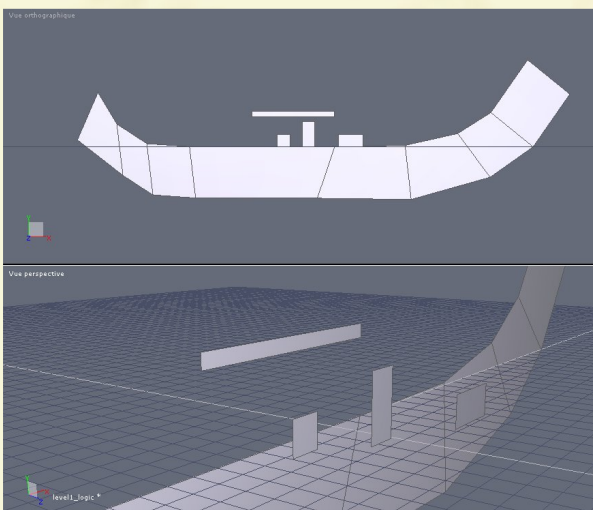 Vue orthographique
Y
Z X
Vue perspective
Y
X
Z
level1_logic *